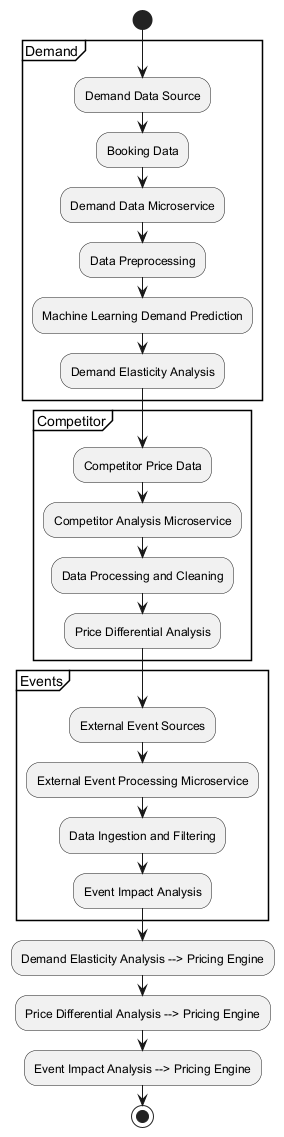 Demand
Demand Data Source
Booking Data
Demand Data Microservice
Data Preprocessing
Machine Learning Demand Prediction
Demand Elasticity Analysis
Competitor
Competitor Price Data
Competitor Analysis Microservice
Data Processing and Cleaning
Price Differential Analysis
Events
External Event Sources
External Event Processing Microservice
Data Ingestion and Filtering
Event Impact Analysis
Demand Elasticity Analysis --> Pricing Engine
Price Differential Analysis --> Pricing Engine
Event Impact Analysis --> Pricing Engine